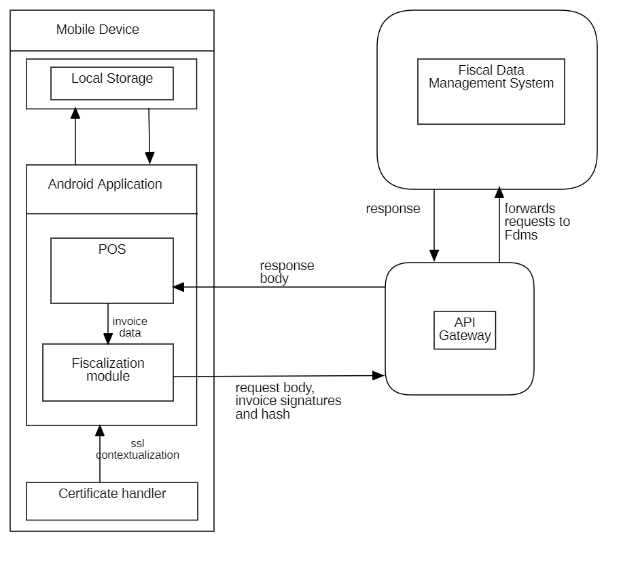 Mobile Device
Local Storage
Android Application
POS
invoice
data
Fiscalization
module
ssl
contextualization
Certificate handler
Fiscal Data
Management System
response
forwards
requests to
Fdms
response
body
API
Gateway
request body,
invoice signatures
and hash